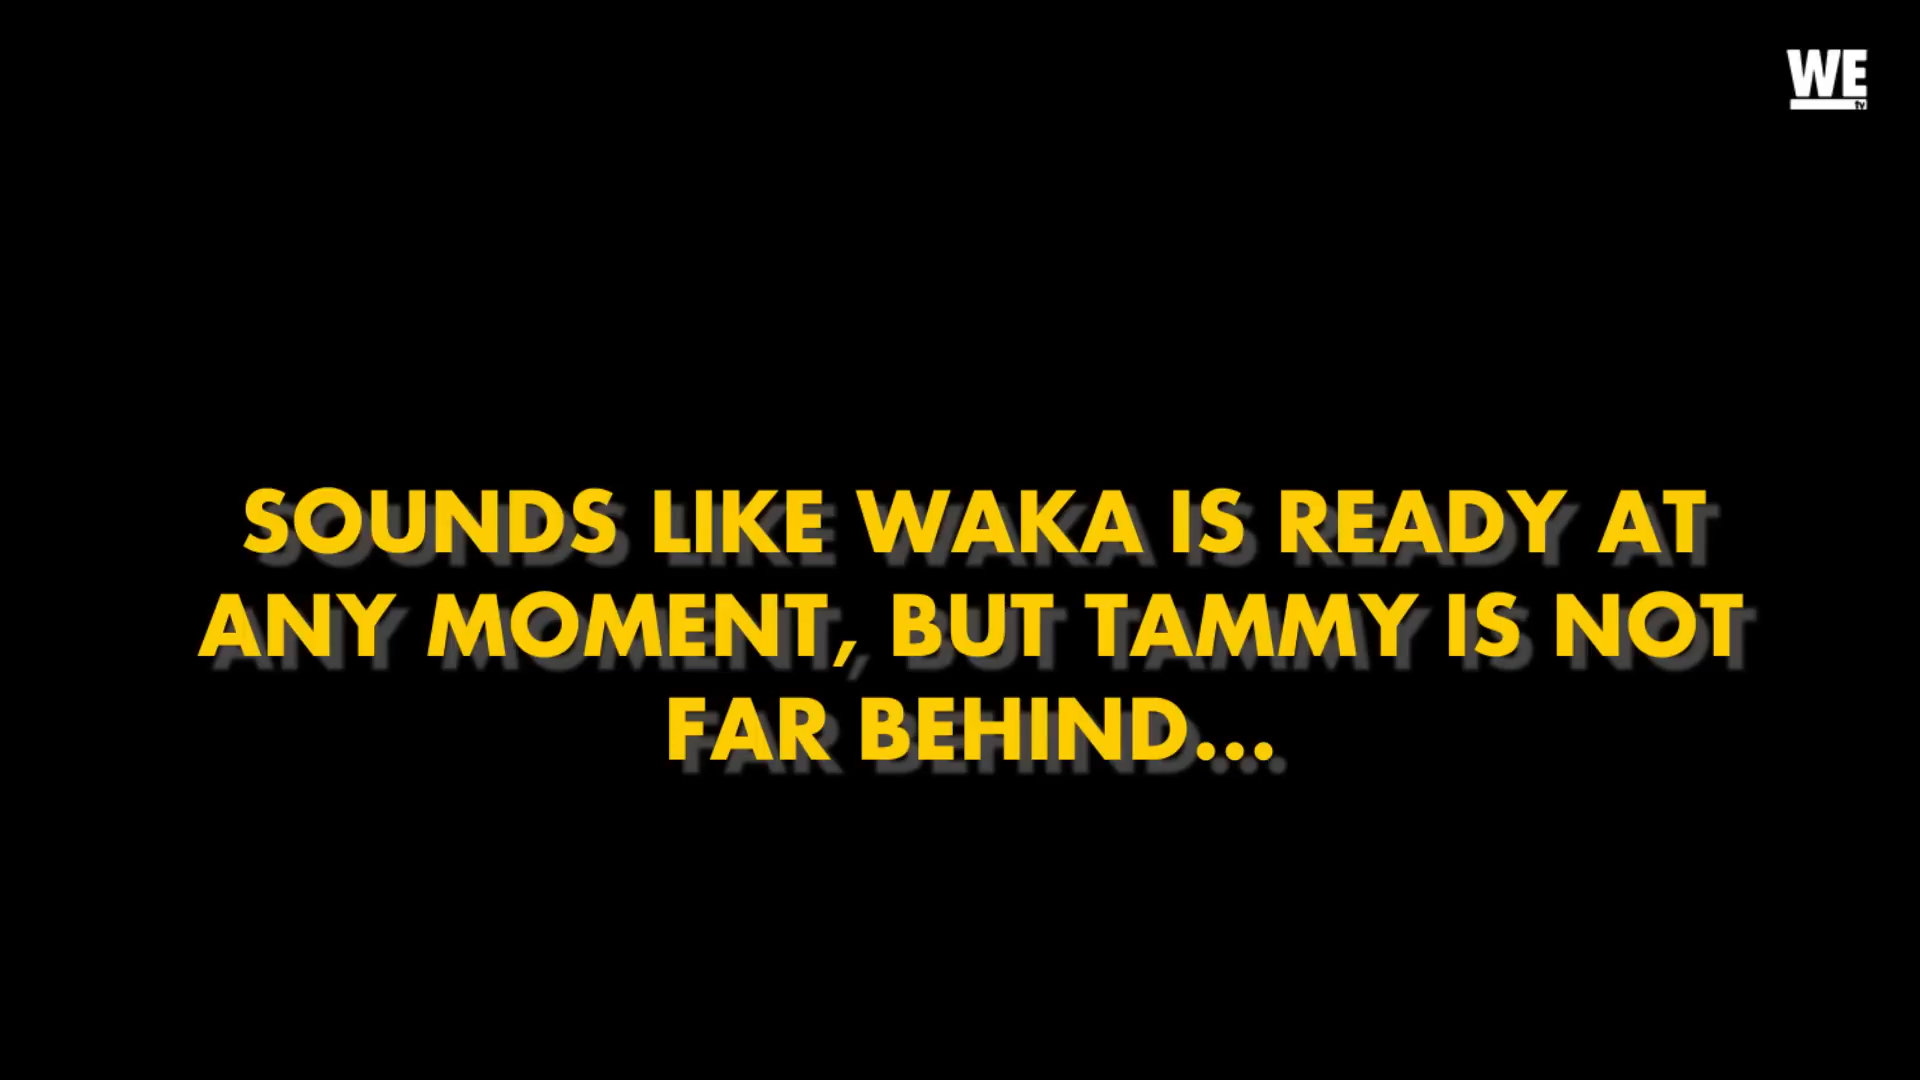 WE
tv
SOUNDS LIKE WAKA IS READY AT
ANY MOMENT, BUT TAMMY IS NOT
FAR BEHIND...